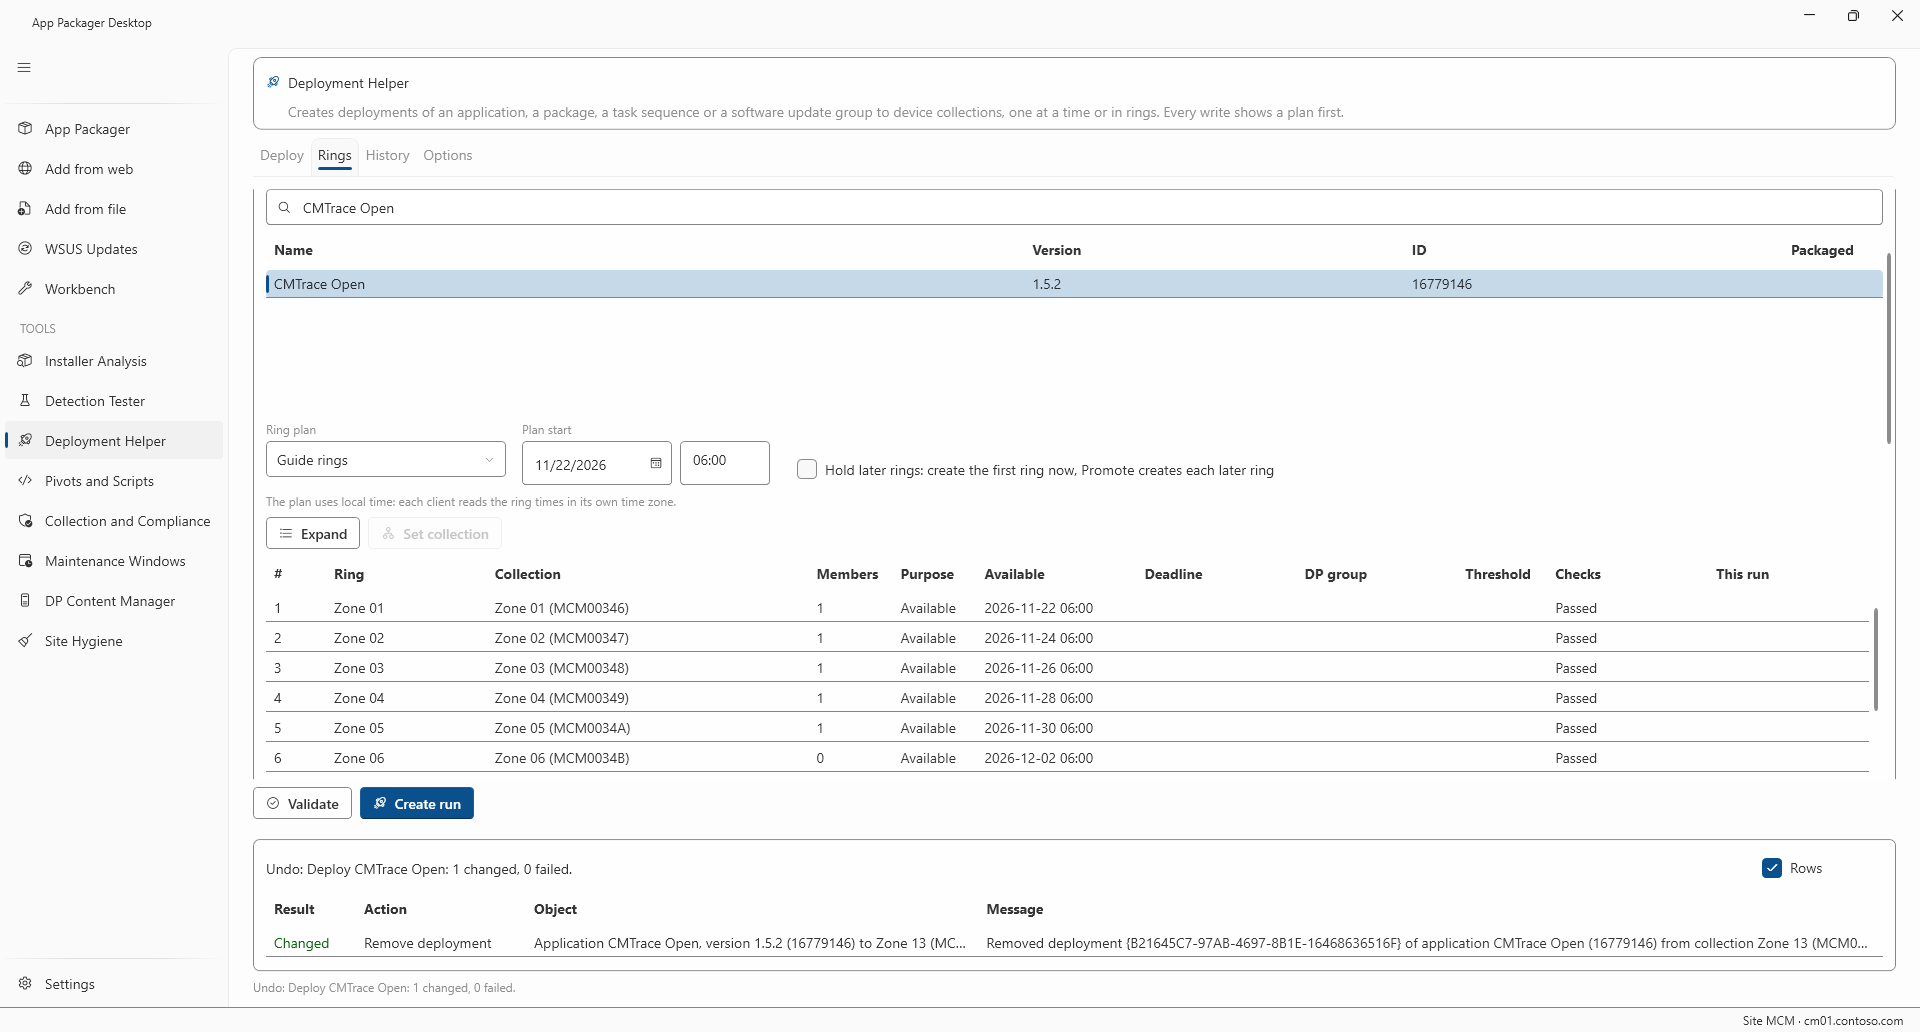 App Packager Desktop
App Packager
Add from web
Add from file
WSUS Updates
Workbench
TOOLS
Installer Analysis
Detection Tester
Deployment Helper
Pivots and Scripts
Collection and Compliance
Maintenance Windows
DP Content Manager
Site Hygiene
Settings
Deployment Helper
Creates deployments of an application, a package, a task sequence or a software update group to device collections, one at a time or in rings. Every write shows a plan first.
Deploy Rings History Options
CMTrace Open
Name Version ID Packaged
CMTrace Open 1.5.2 16779146
Ring plan Plan start
Guide rings 11/22/2026 06:00 Hold later rings: create the first ring now, Promote creates each later ring
The plan uses local time: each client reads the ring times in its own time zone.
Expand Set collection
# Ring Collection Members Purpose Available Deadline DP group Threshold Checks This run
1 Zone 01 Zone 01 (MCM00346) 1 Available 2026-11-22 06:00 Passed
2 Zone 02 Zone 02 (MCM00347) 1 Available 2026-11-24 06:00 Passed
3 Zone 03 Zone 03 (MCM00348) 1 Available 2026-11-26 06:00 Passed
4 Zone 04 Zone 04 (MCM00349) 1 Available 2026-11-28 06:00 Passed
5 Zone 05 Zone 05 (MCM0034A) 1 Available 2026-11-30 06:00 Passed
6 Zone 06 Zone 06 (MCM0034B) 0 Available 2026-12-02 06:00 Passed
Validate Create run
Undo: Deploy CMTrace Open: 1 changed, 0 failed. Rows
Result Action Object Message
Changed Remove deployment Application CMTrace Open, version 1.5.2 (16779146) to Zone 13 (MC... Removed deployment {B21645C7-97AB-4697-8B1E-16468636516F} of application CMTrace Open (16779146) from collection Zone 13 (MCM0...
Undo: Deploy CMTrace Open: 1 changed, 0 failed.
Site MCM · cm01.contoso.com